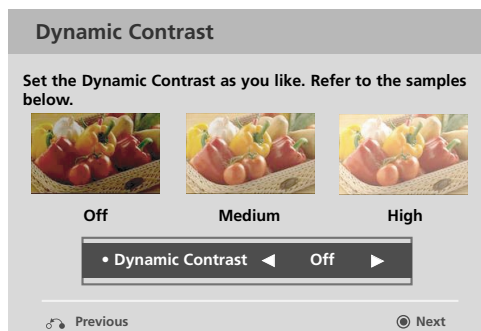 Dynamic Contrast
Set the Dynamic Contrast as you like. Refer to the samples
below.
Off Medium High
• Dynamic Contrast ◀ Off ▶
Previous Next